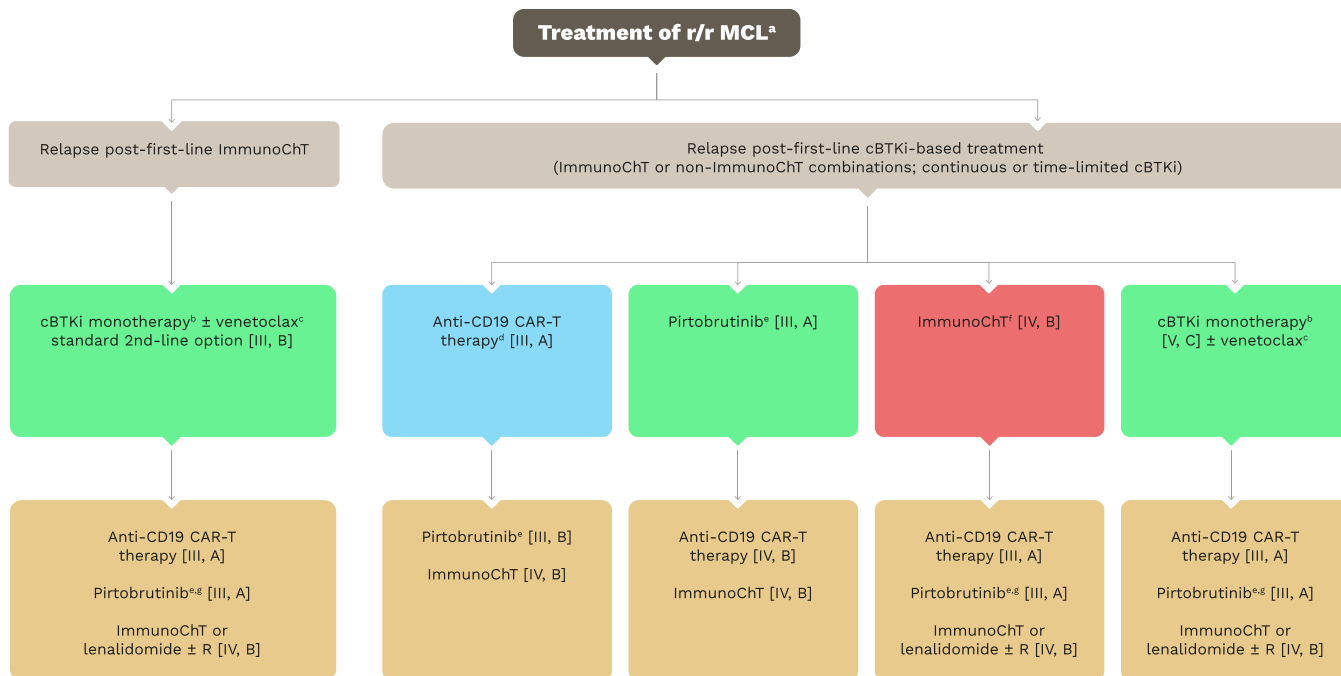 Treatment of r/r MCLᵃ
Relapse post-first-line ImmunoChT
Relapse post-first-line cBTKi-based treatment
(ImmunoChT or non-ImmunoChT combinations; continuous or time-limited cBTKi)
cBTKi monotherapyᵇ ± venetoclaxᶜ
standard 2nd-line option [III, B]
Anti-CD19 CAR-T
therapyᵈ [III, A]
Pirtobrutinibᵉ [III, A]
ImmunoChTᶠ [IV, B]
cBTKi monotherapyᵇ
[V, C] ± venetoclaxᶜ
Anti-CD19 CAR-T
therapy [III, A]
Pirtobrutinibᵉ,ᵍ [III, A]
ImmunoChT or
lenalidomide ± R [IV, B]
Pirtobrutinibᵉ [III, B]
ImmunoChT [IV, B]
Anti-CD19 CAR-T
therapy [IV, B]
ImmunoChT [IV, B]
Anti-CD19 CAR-T
therapy [III, A]
Pirtobrutinibᵉ,ᵍ [III, A]
ImmunoChT or
lenalidomide ± R [IV, B]
Anti-CD19 CAR-T
therapy [III, A]
Pirtobrutinibᵉ,ᵍ [III, A]
ImmunoChT or
lenalidomide ± R [IV, B]